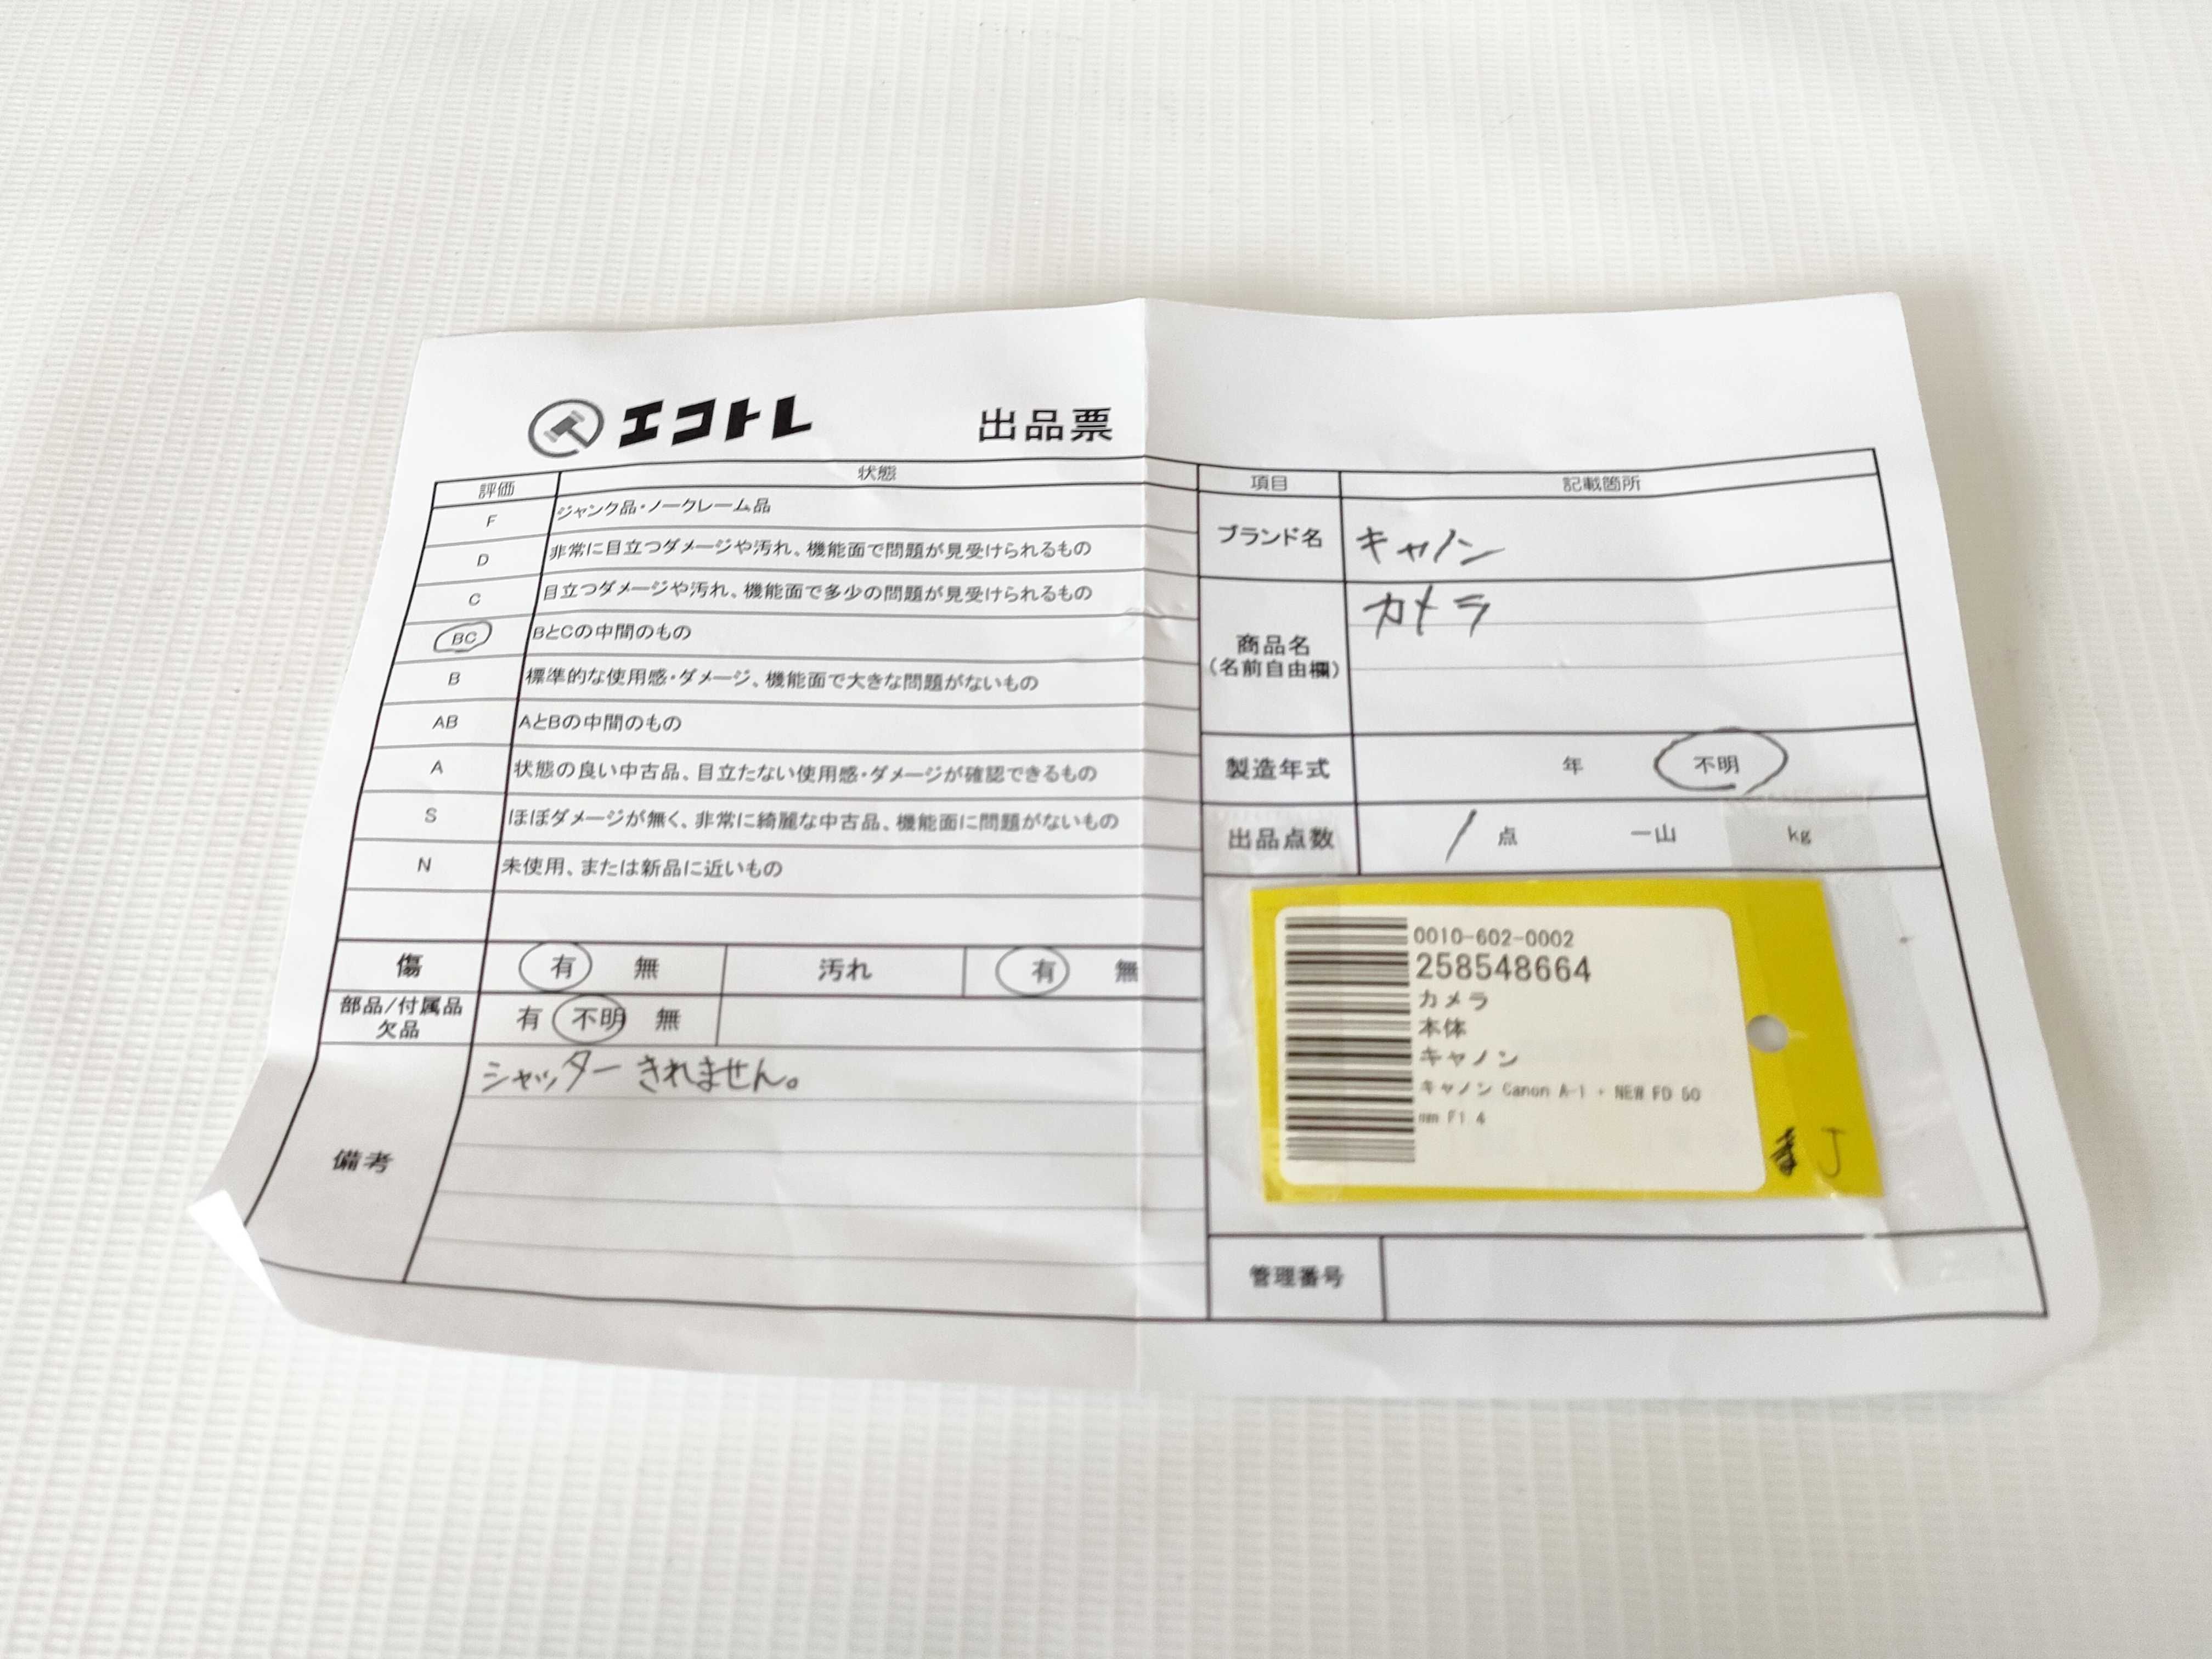 エコトレ 出品票
評価 状態
F ジャンク品・ノークレーム品
D 非常に目立つダメージや汚れ、機能面で問題が見受けられるもの
C 目立つダメージや汚れ、機能面で多少の問題が見受けられるもの
BC BとCの中間のもの
B 標準的な使用感・ダメージ、機能面で大きな問題がないもの
AB AとBの中間のもの
A 状態の良い中古品、目立たない使用感・ダメージが確認できるもの
S ほぼダメージが無く、非常に綺麗な中古品、機能面に問題がないもの
N 未使用、または新品に近いもの
傷 有 無 汚れ 有 無
部品/付属品
欠品 有 不明 無
備考 シャッターきれません。
項目 記載箇所
ブランド名 キャノン
商品名
(名前自由欄) カメラ
製造年式 年 不明
出品点数 1 点 一山 kg
0010-602-0002
258548664
カメラ
本体
キャノン
キャノン Canon A-1 + NEW FD 50
mm F1 4
J
管理番号